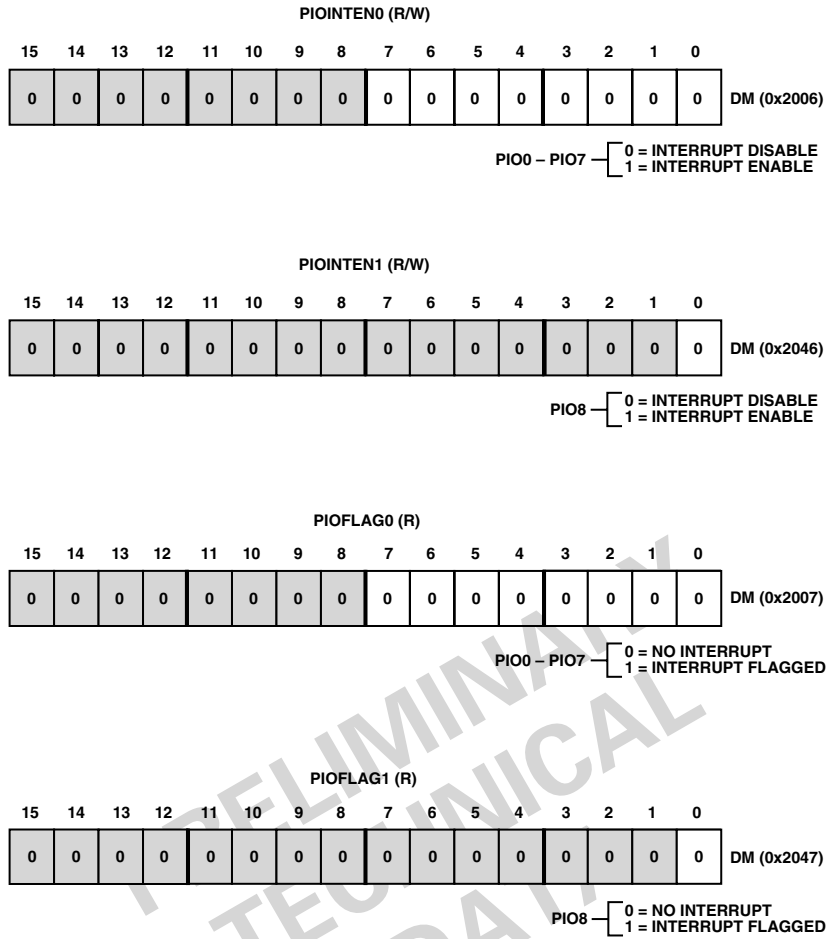 PIOINTEN0 (R/W)
15 14 13 12 11 10 9 8 7 6 5 4 3 2 1 0
0 0 0 0 0 0 0 0 0 0 0 0 0 0 0 0 DM (0x2006)
PIO0 – PIO7 0 = INTERRUPT DISABLE
1 = INTERRUPT ENABLE
PIOINTEN1 (R/W)
15 14 13 12 11 10 9 8 7 6 5 4 3 2 1 0
0 0 0 0 0 0 0 0 0 0 0 0 0 0 0 0 DM (0x2046)
PIO8 0 = INTERRUPT DISABLE
1 = INTERRUPT ENABLE
PIOFLAG0 (R)
15 14 13 12 11 10 9 8 7 6 5 4 3 2 1 0
0 0 0 0 0 0 0 0 0 0 0 0 0 0 0 0 DM (0x2007)
PIO0 – PIO7 0 = NO INTERRUPT
1 = INTERRUPT FLAGGED
PIOFLAG1 (R)
15 14 13 12 11 10 9 8 7 6 5 4 3 2 1 0
0 0 0 0 0 0 0 0 0 0 0 0 0 0 0 0 DM (0x2047)
PIO8 0 = NO INTERRUPT
1 = INTERRUPT FLAGGED
PRELIMINARY
TECHNICAL
DATA